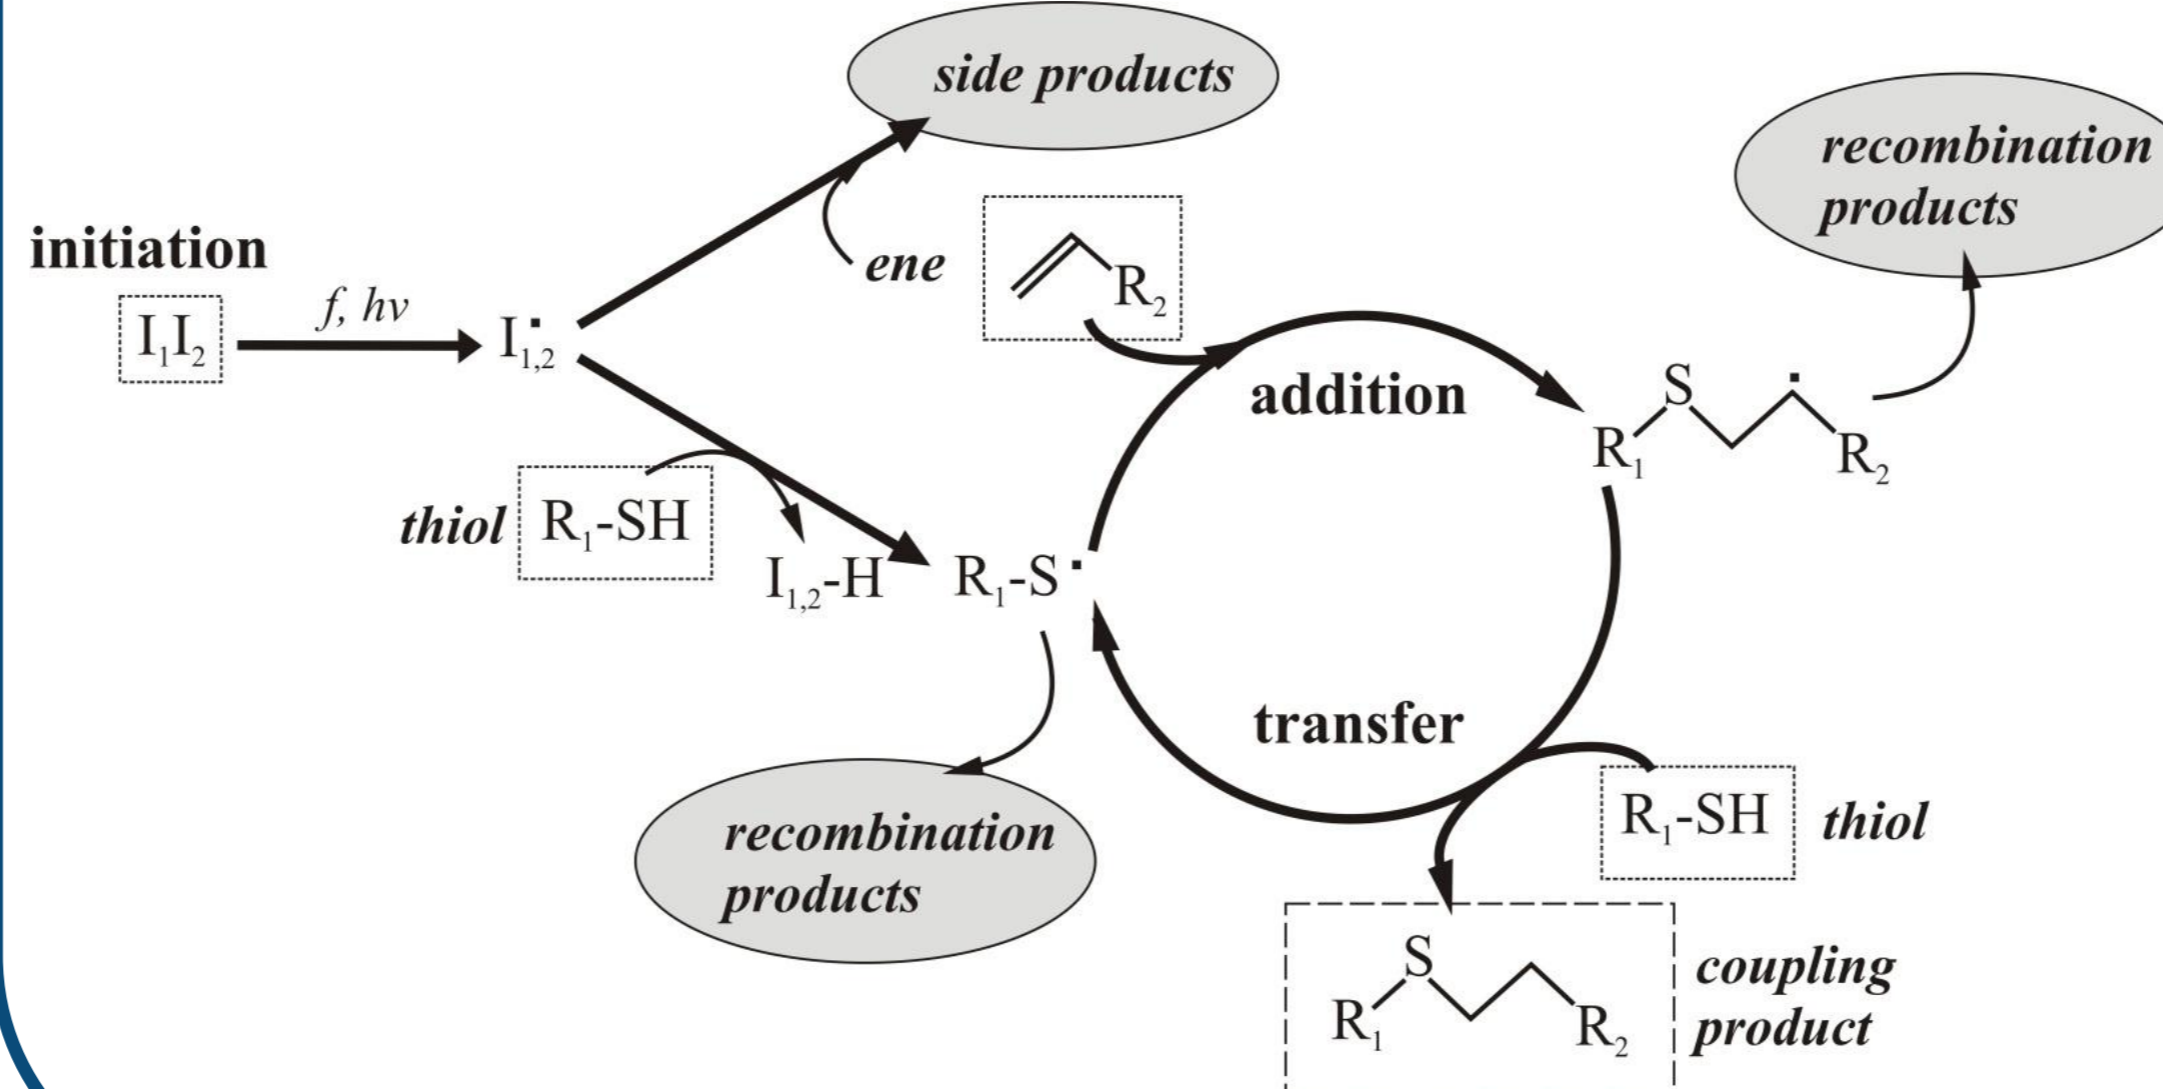 side products
recombination
products
initiation
ene
R₂
f, hν
I₁I₂
I₁,₂·
addition
S
R₁
R₂
thiol
R₁-SH
I₁,₂-H
R₁-S·
transfer
R₁-SH
thiol
recombination
products
S
R₁
R₂
coupling
product